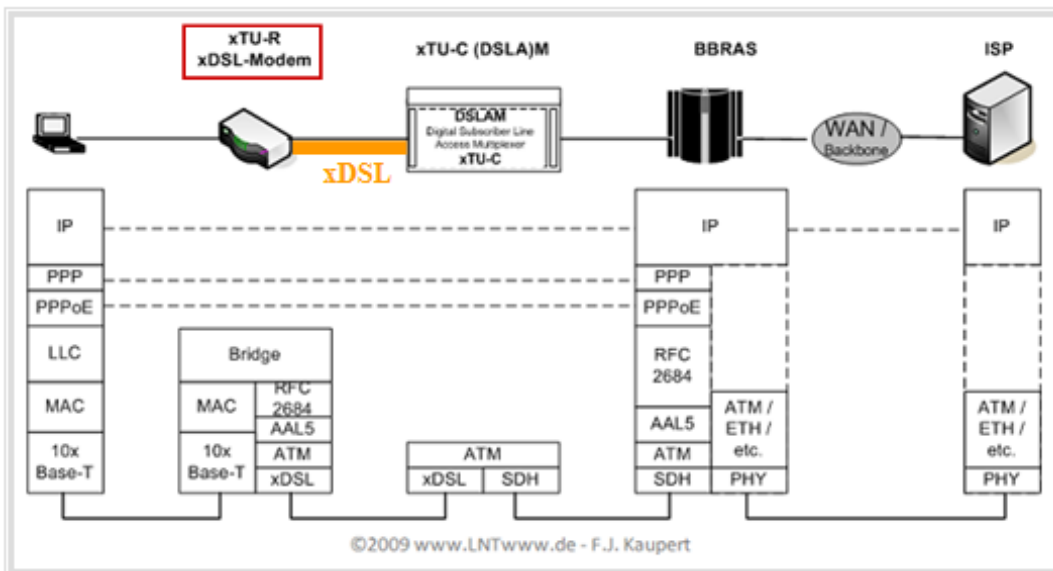 xTU-R
xDSL-Modem
xTU-C (DSLA)M
BBRAS
ISP
DSLAM
Digital Subscriber Line
Access Multiplexer
xTU-C
WAN /
Backbone
xDSL
IP
IP
IP
PPP
PPP
PPPoE
PPPoE
LLC
Bridge
RFC
2684
MAC
MAC
RFC
2684
AAL5
AAL5
ATM /
ETH /
etc.
ATM /
ETH /
etc.
10x
Base-T
10x
Base-T
ATM
ATM
ATM
xDSL
xDSL
SDH
SDH
PHY
PHY
©2009 www.LNTwww.de - F.J. Kaupert